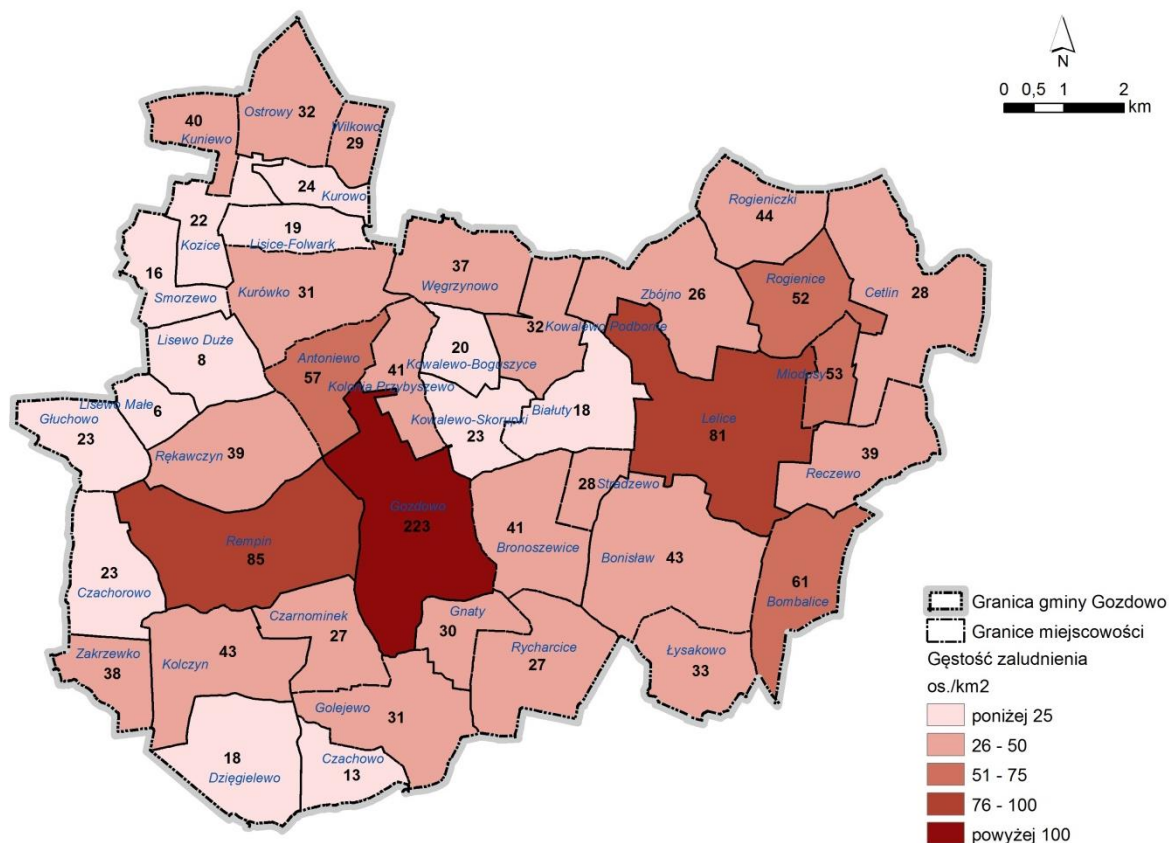 N
0 0,5 1 2
km
Ostrowy
32
40
Kuniewo
Wilkowo
29
24
Kurowo
22
Kozice
19
Lisice-Folwark
16
Smorzewo
Kurówko
31
37
Węgrzynowo
Rogieniczki
44
Zbójno
26
Rogienice
52
Cetlin
28
Lisewo Duże
8
Antoniewo
57
41
Kolonia Przybyszewo
20
Kowalewo-Boguszyce
32
Kowalewo Podborne
Miodusy
53
Lisewo Małe
6
Głuchowo
23
Rękawczyn
39
Kowalewo-Skorupki
23
Białuty
18
Lelice
81
39
Reczewo
Gozdowo
223
28
Stradzewo
41
Bronoszewice
Bonisław
43
Rempin
85
23
Czachorowo
61
Bombalice
Czarnominek
27
Gnaty
30
Rycharcice
27
Łysakowo
33
Zakrzewko
38
Kolczyn
43
Golejewo
31
18
Dzięgielewo
Czachowo
13
Granica gminy Gozdowo
Granice miejscowości
Gęstość zaludnienia
os./km2
poniżej 25
26 - 50
51 - 75
76 - 100
powyżej 100